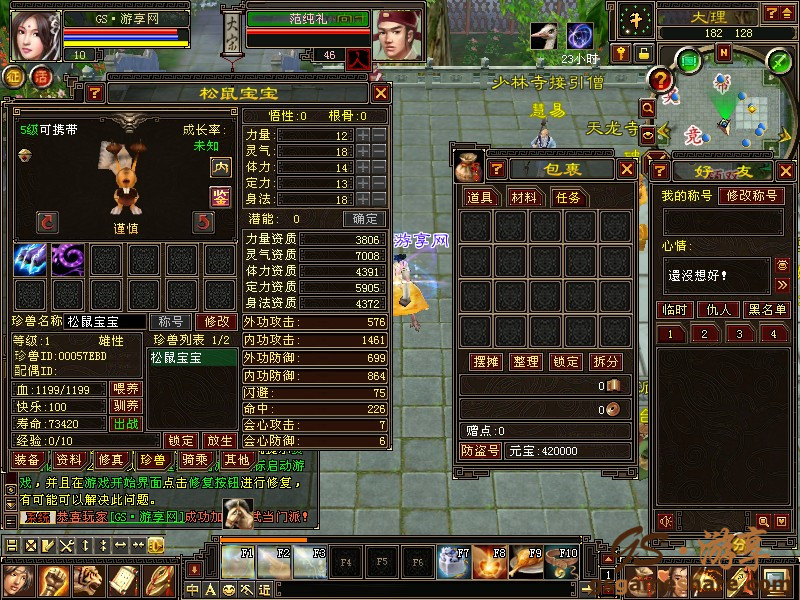 GS·游享网
10
大宋
范纯礼
46
23小时
大理
182 128
N
征
活
少林寺接引僧
慧易
天龙寺
松鼠宝宝
5级可携带
成长率:
未知
内
鉴
谨慎
悟性:0 根骨:0
力量: 12
灵气: 18
体力: 14
定力: 13
身法: 18
潜能: 0 确定
力量资质 3806
灵气资质 7008
体力资质 4391
定力资质 5905
身法资质 4372
外功攻击: 576
内功攻击: 1461
外功防御: 699
内功防御: 864
闪避: 75
命中: 226
会心攻击: 7
会心防御: 6
珍兽名称 松鼠宝宝 称号 修改
等级:1 雄性
珍兽ID:00057EBD
配偶ID:
珍兽列表 1/2
松鼠宝宝
血:1199/1199 喂养
快乐:100 驯养
寿命:73420 出战
经验:0/10 锁定 放生
装备 资料 修真 珍兽 骑乘 其他
游享网
包裹
道具 材料 任务
摆摊 整理 锁定 拆分
0
0
赠点:0
防盗号 元宝:420000
好友
我的称号 修改称号
心情:
還沒想好!
临时 仇人 黑名单
1 2 3 4
戏，并且在游戏开始界面点击修复按钮进行修复，
有可能可以解决此问题。
系统 恭喜玩家[GS·游享网]成功加
武当门派!
F1 F2 F3 F4 F5 F6 F7 F8 F9 F10
中 A 近
GS·游享